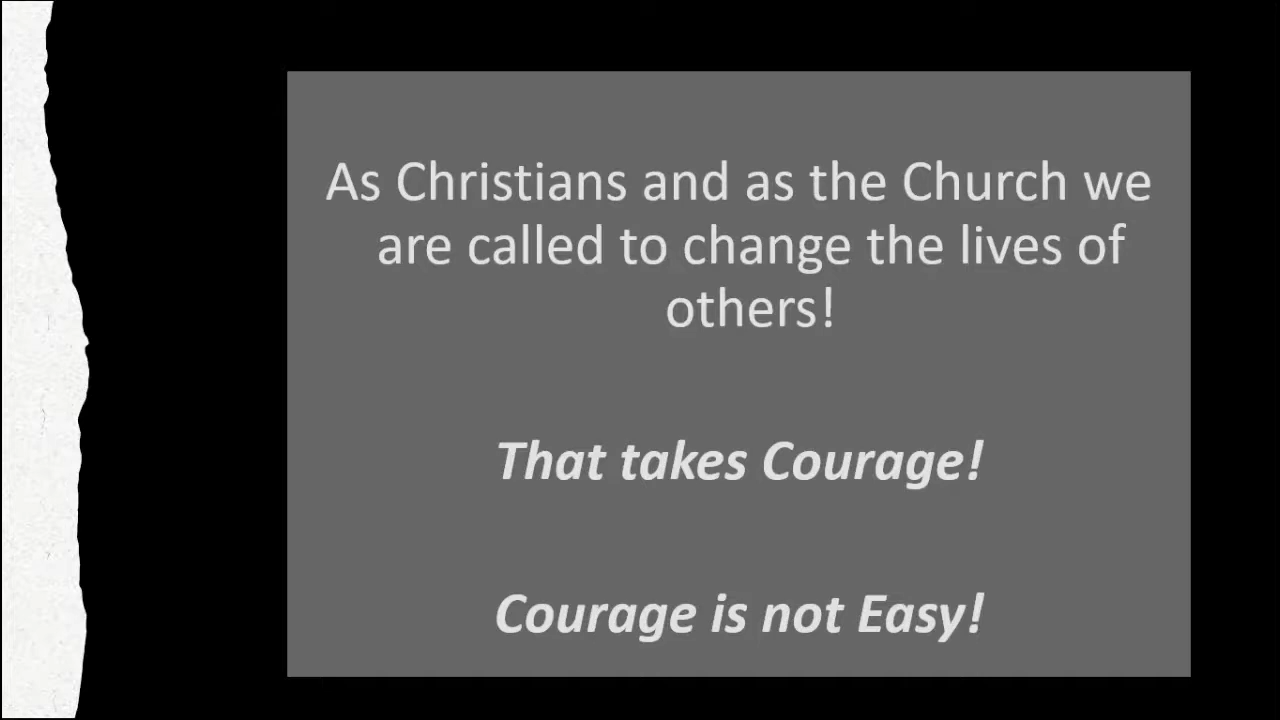 As Christians and as the Church we
are called to change the lives of
others!
That takes Courage!
Courage is not Easy!